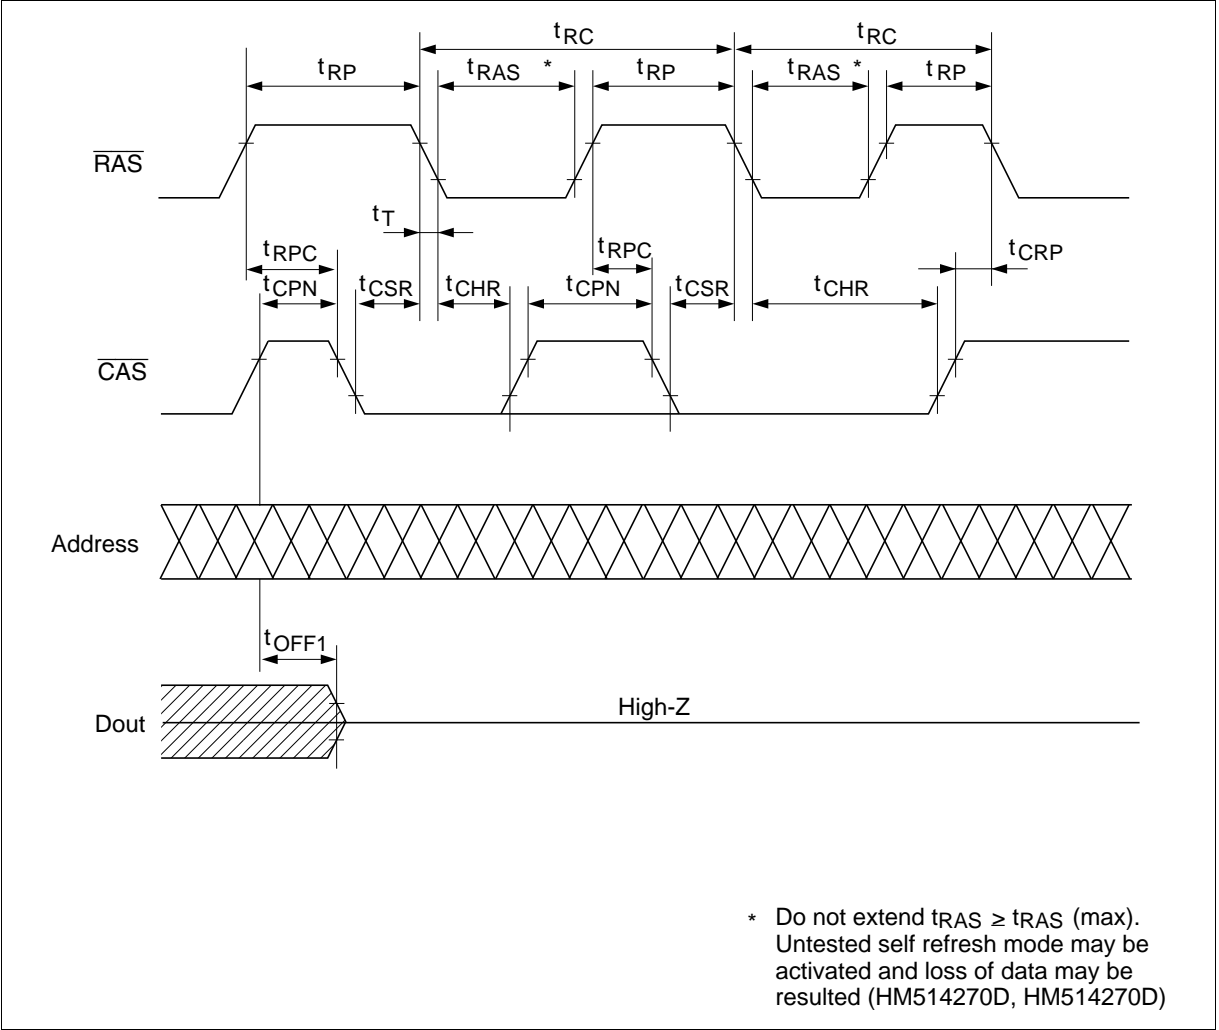 tRC tRC
tRP tRAS * tRP tRAS * tRP
RAS
tT
tRPC tRPC tCRP
tCPN tCSR tCHR tCPN tCSR tCHR
CAS
Address
tOFF1
High-Z
Dout
* Do not extend tRAS ≥ tRAS (max).
Untested self refresh mode may be
activated and loss of data may be
resulted (HM514270D, HM514270D)